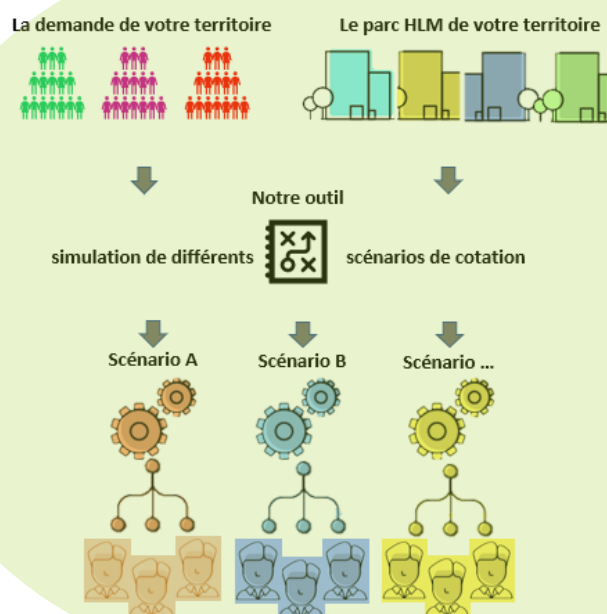 La demande de votre territoire
Le parc HLM de votre territoire
Notre outil
simulation de différents
scénarios de cotation
Scénario A
Scénario B
Scénario ...